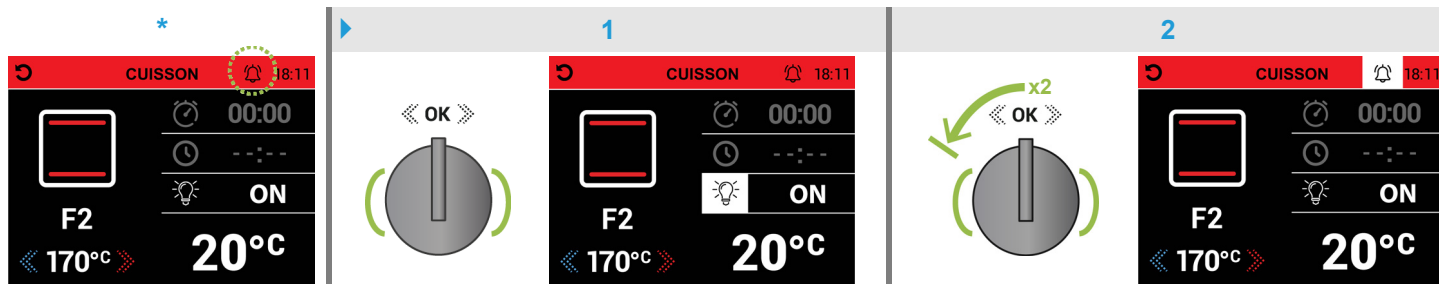 *
CUISSON 18:11
00:00
--:--
ON
F2
170°C
20°C
1
OK
CUISSON 18:11
00:00
--:--
ON
F2
170°C
20°C
2
x2
OK
CUISSON 18:11
00:00
--:--
ON
F2
170°C
20°C